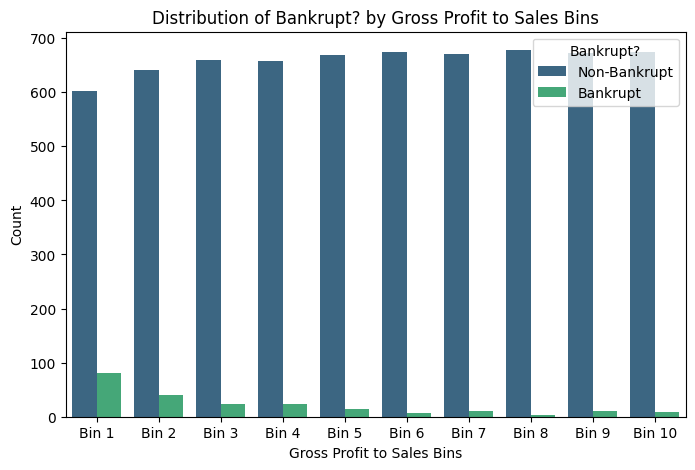 Distribution of Bankrupt? by Gross Profit to Sales Bins
700
600
500
400
300
200
100
0
Count
Bankrupt?
Non-Bankrupt
Bankrupt
Bin 1 Bin 2 Bin 3 Bin 4 Bin 5 Bin 6 Bin 7 Bin 8 Bin 9 Bin 10
Gross Profit to Sales Bins